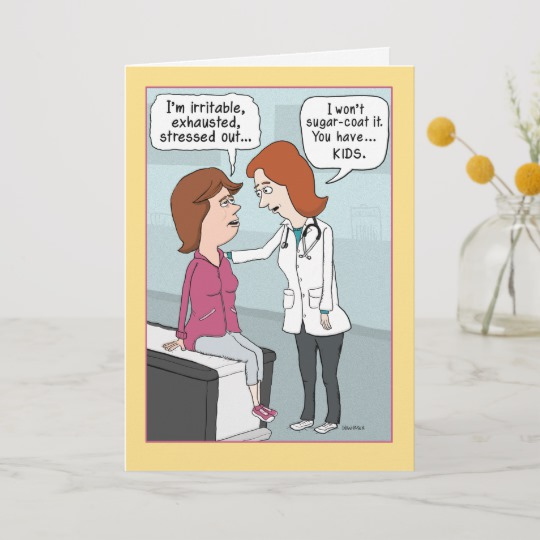 I'm irritable,
exhausted,
stressed out...
I won't
sugar-coat it.
You have...
KIDS.